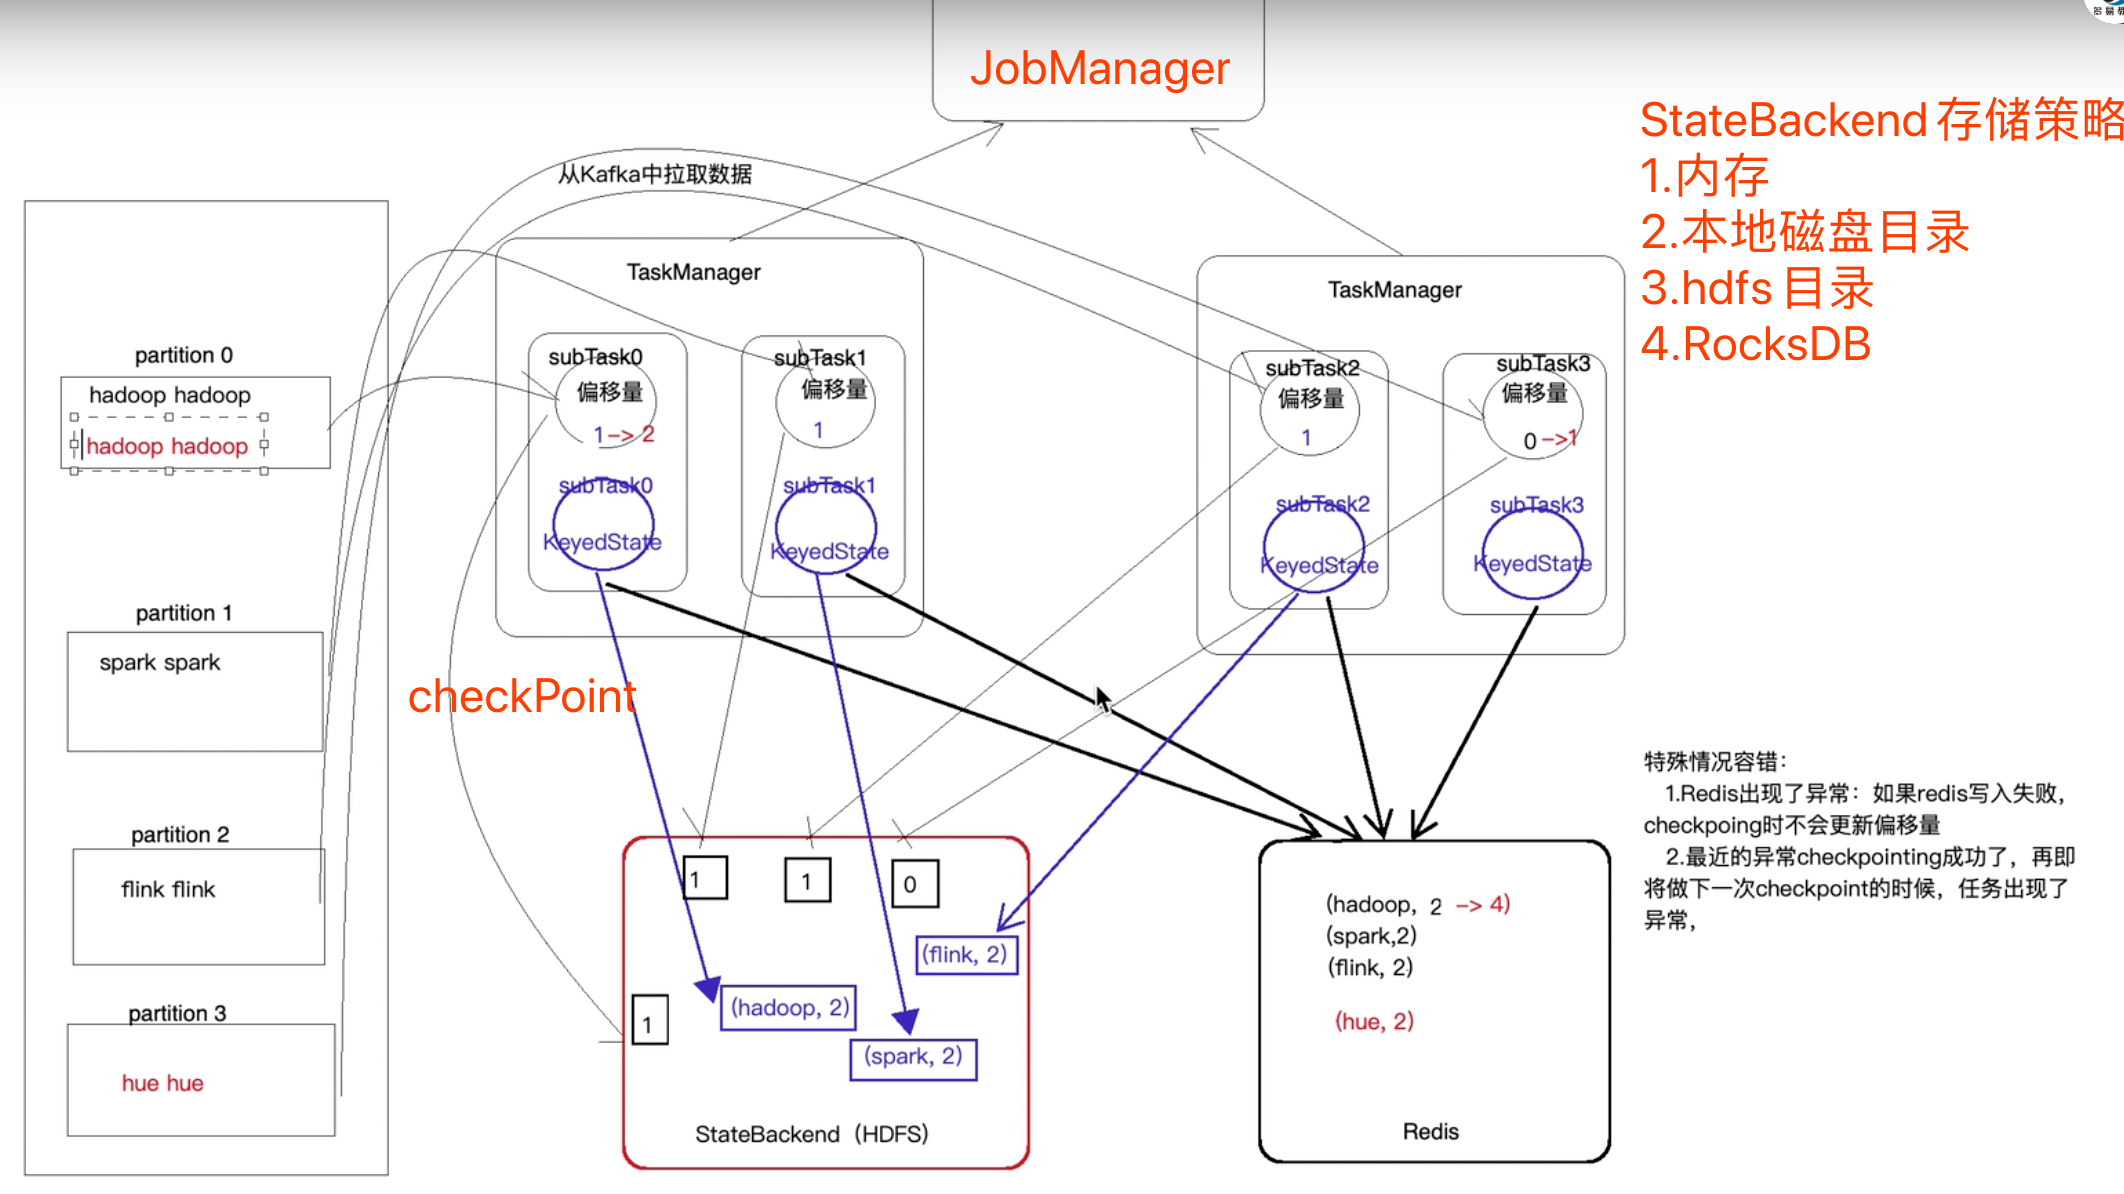 JobManager
StateBackend 存储策略
1.内存
2.本地磁盘目录
3.hdfs 目录
4.RocksDB
从Kafka中拉取数据
TaskManager
subTask0
偏移量
1 -> 2
subTask0
KeyedState
subTask1
偏移量
1
subTask1
KeyedState
TaskManager
subTask2
偏移量
1
subTask2
KeyedState
subTask3
偏移量
0 ->1
subTask3
KeyedState
partition 0
hadoop hadoop
hadoop hadoop
partition 1
spark spark
partition 2
flink flink
partition 3
hue hue
checkPoint
1
1
0
(flink, 2)
(hadoop, 2)
1
(spark, 2)
StateBackend（HDFS）
(hadoop, 2 -> 4)
(spark,2)
(flink, 2)
(hue, 2)
Redis
特殊情况容错：
1.Redis出现了异常：如果redis写入失败，
checkpoing时不会更新偏移量
2.最近的异常checkpointing成功了，再即
将做下一次checkpoint的时候，任务出现了
异常，